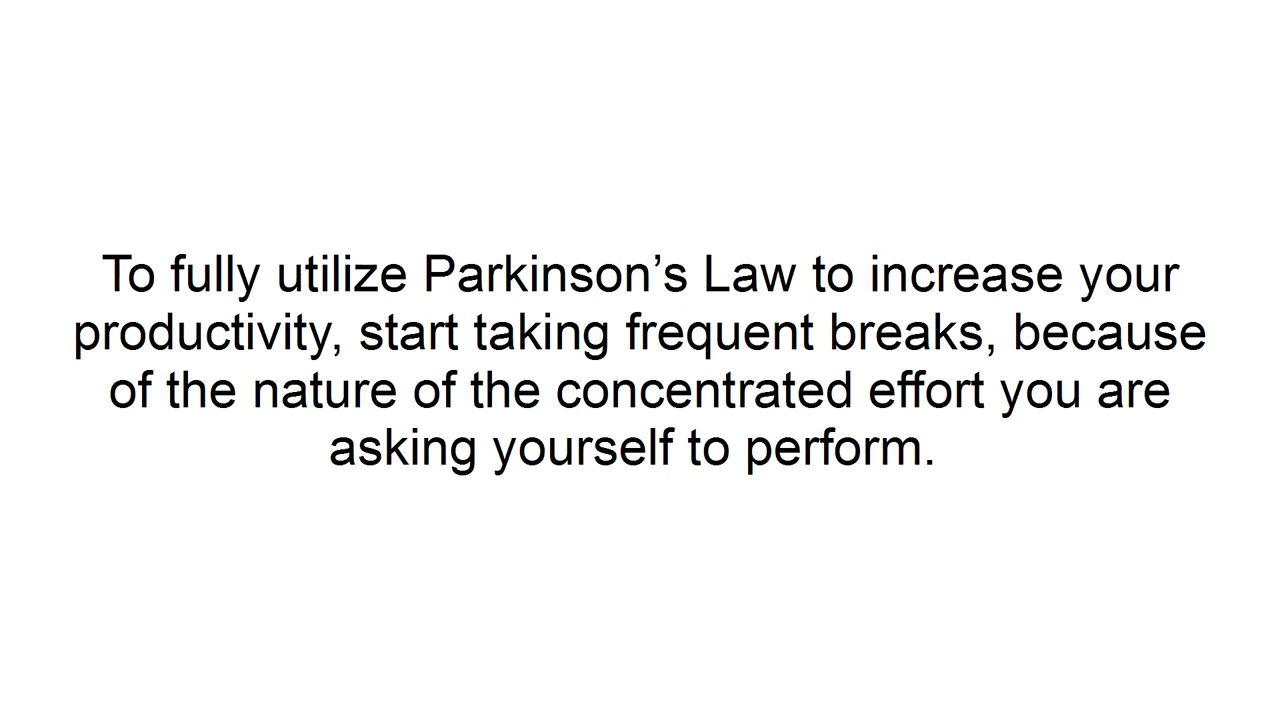 To fully utilize Parkinson’s Law to increase your
productivity, start taking frequent breaks, because
of the nature of the concentrated effort you are
asking yourself to perform.